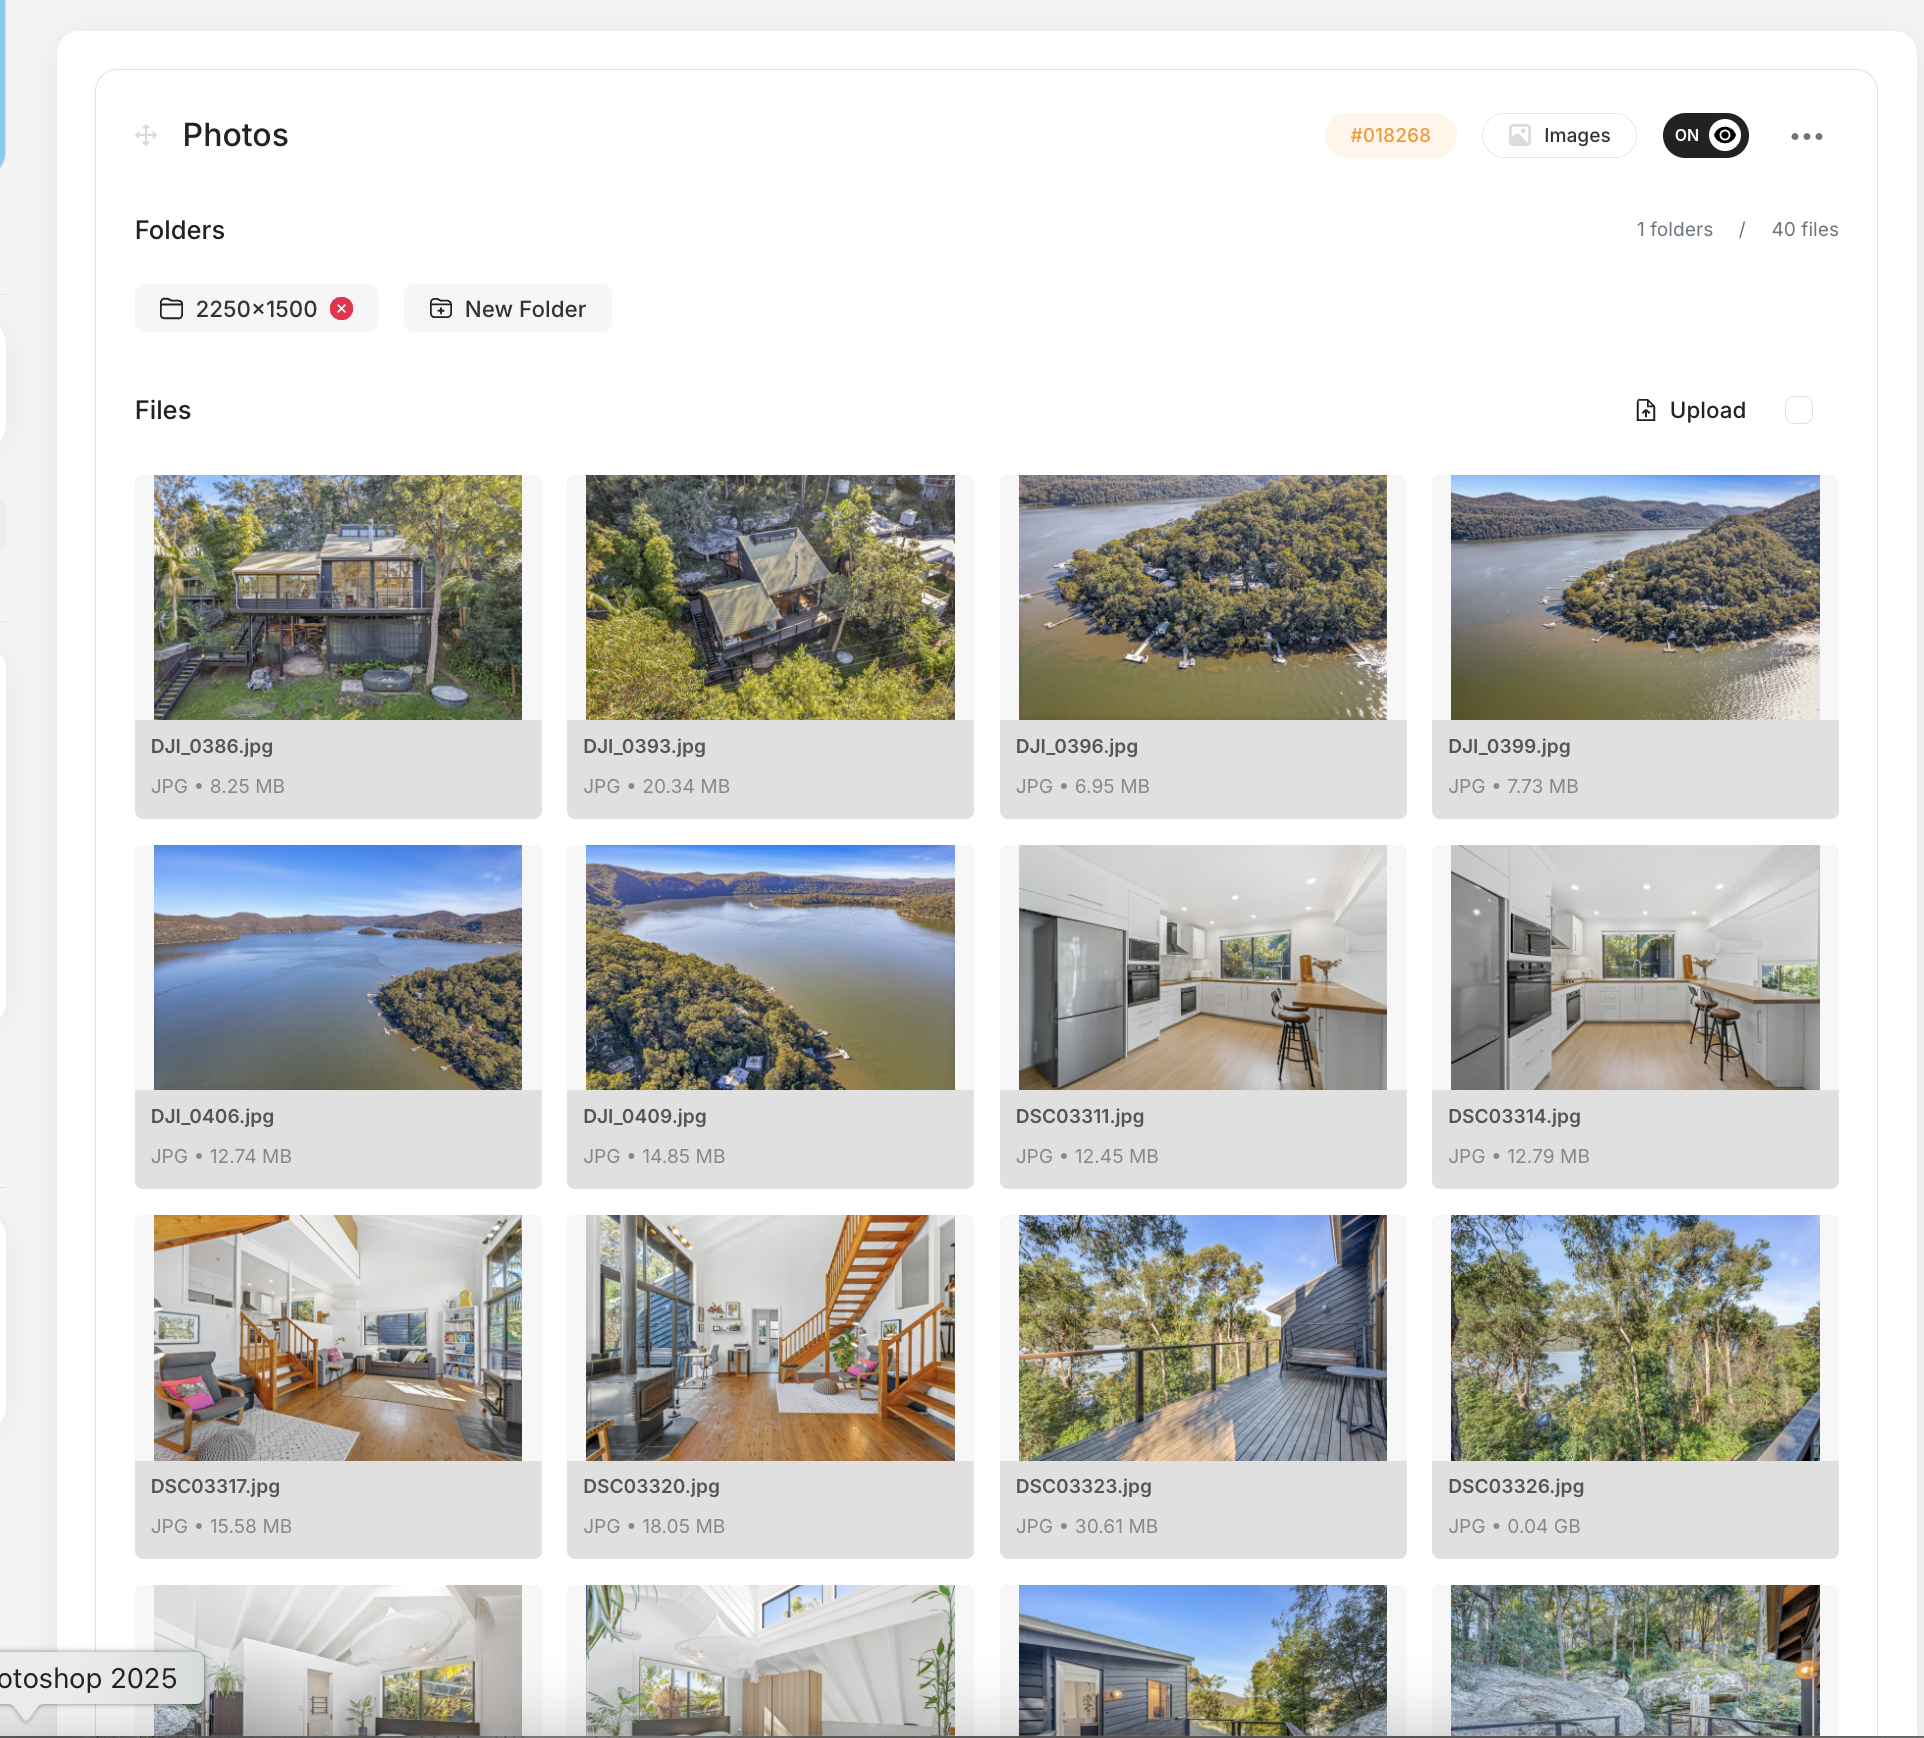 Photos
#018268
Images
ON
Folders
1 folders / 40 files
2250×1500
New Folder
Files
Upload
DJI_0386.jpg
JPG • 8.25 MB
DJI_0393.jpg
JPG • 20.34 MB
DJI_0396.jpg
JPG • 6.95 MB
DJI_0399.jpg
JPG • 7.73 MB
DJI_0406.jpg
JPG • 12.74 MB
DJI_0409.jpg
JPG • 14.85 MB
DSC03311.jpg
JPG • 12.45 MB
DSC03314.jpg
JPG • 12.79 MB
DSC03317.jpg
JPG • 15.58 MB
DSC03320.jpg
JPG • 18.05 MB
DSC03323.jpg
JPG • 30.61 MB
DSC03326.jpg
JPG • 0.04 GB
otoshop 2025